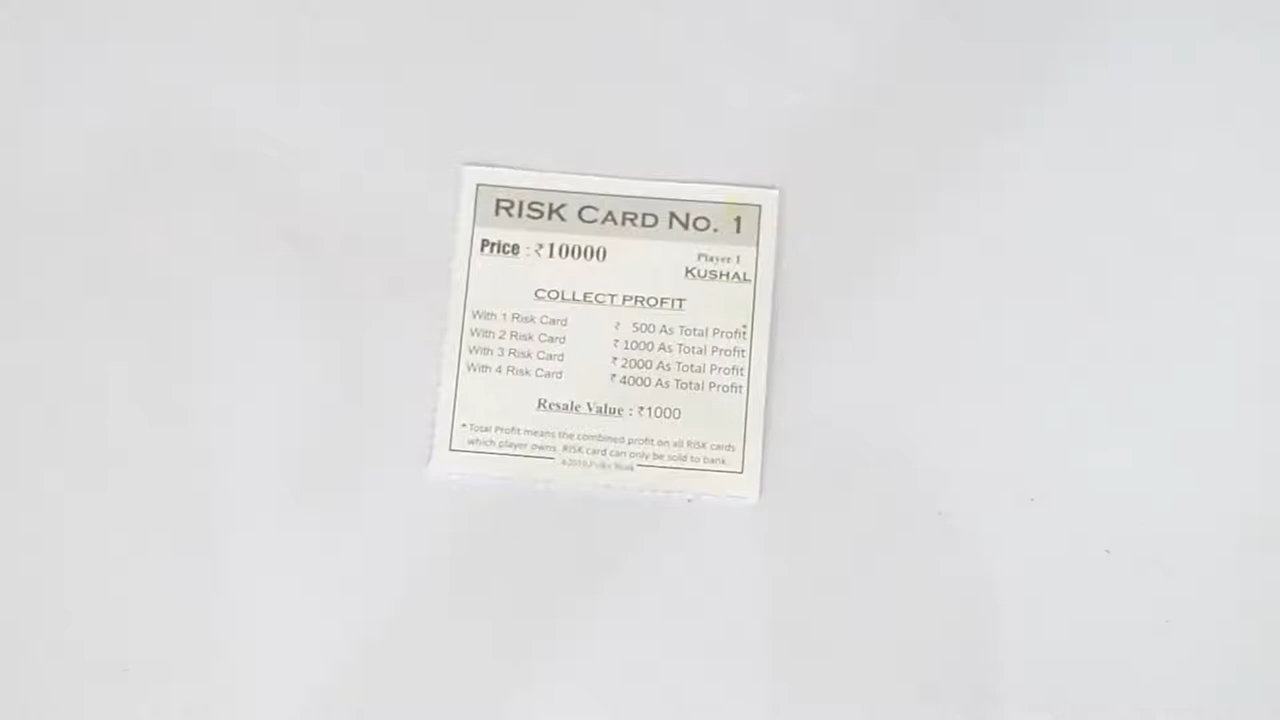 RISK CARD NO. 1
Price : ₹10000
Player 1
KUSHAL
COLLECT PROFIT
With 1 Risk Card ₹ 500 As Total Profit*
With 2 Risk Card ₹ 1000 As Total Profit
With 3 Risk Card ₹ 2000 As Total Profit
With 4 Risk Card ₹ 4000 As Total Profit
Resale Value : ₹1000
* Total Profit means the combined profit on all RISK cards
which player owns. RISK card can only be sold to bank.